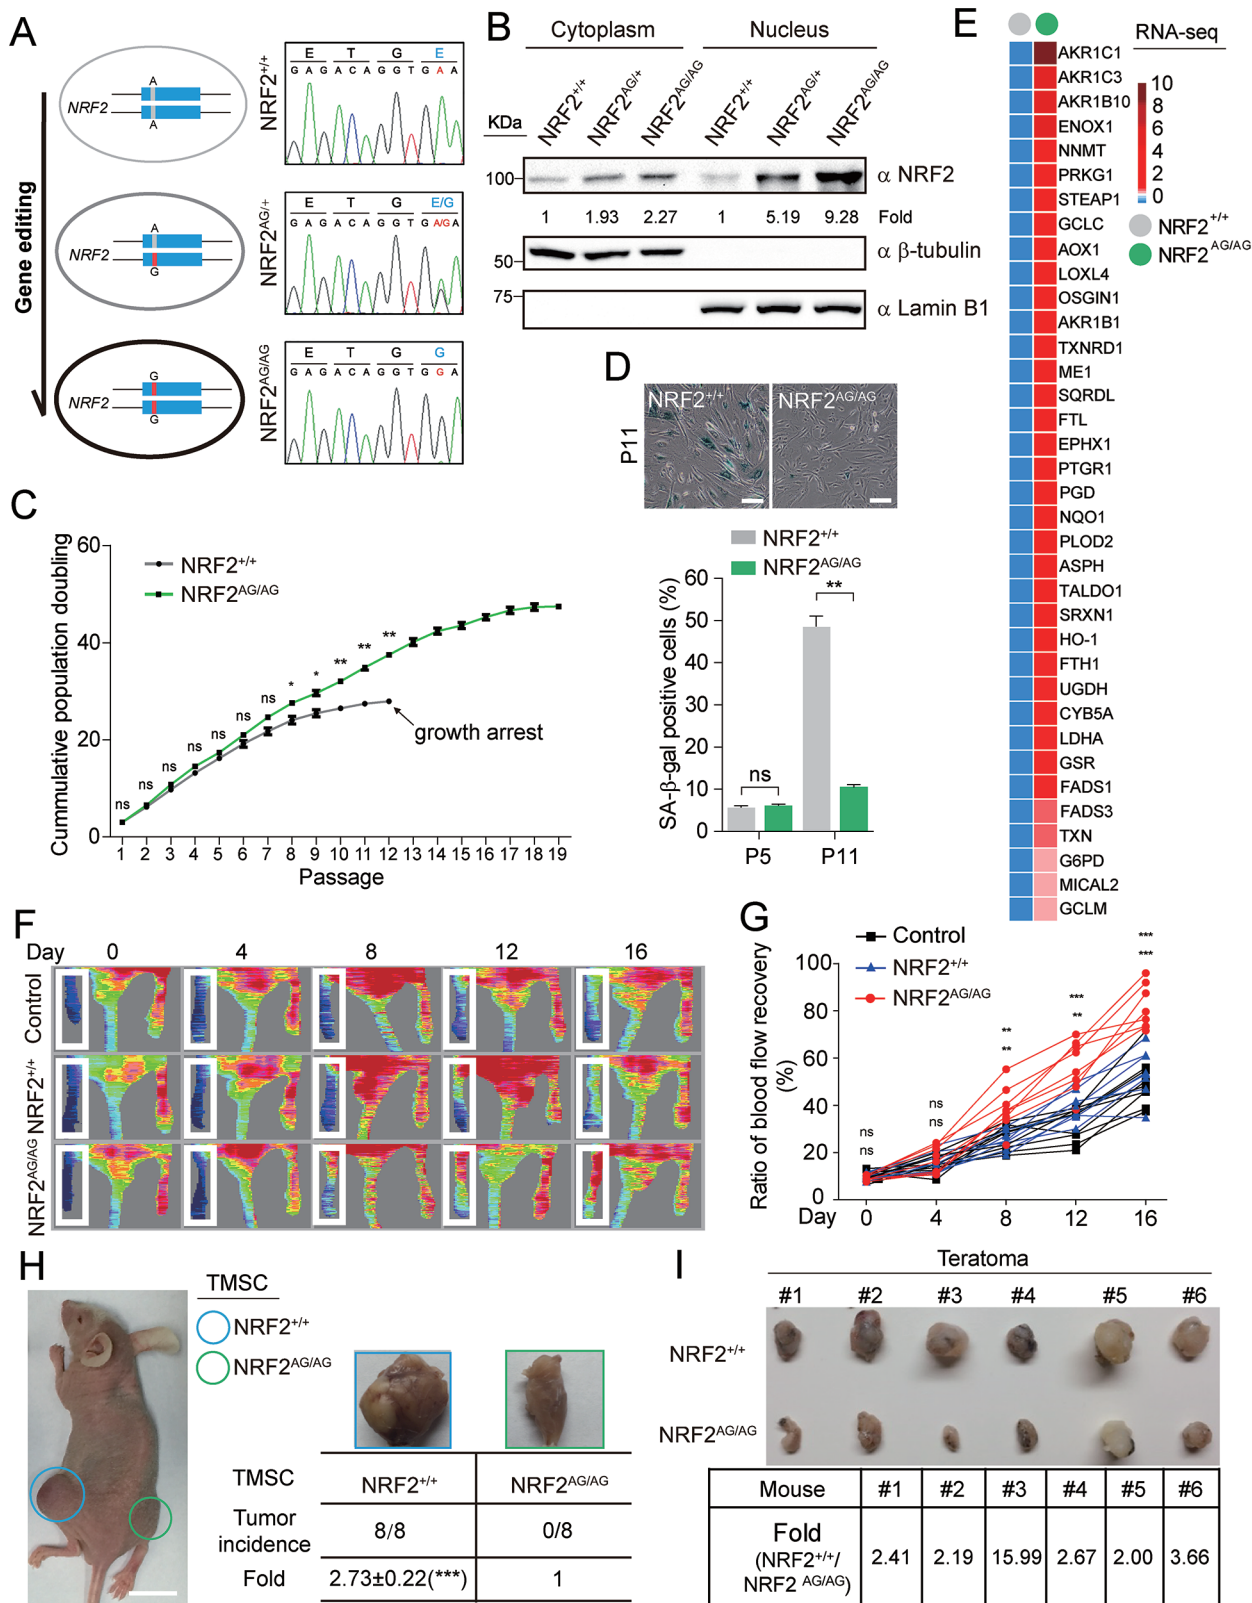 A
NRF2
A
A
NRF2+/+
E T G E
G A G A C A G G T G A A
Gene editing
NRF2
A
G
NRF2AG/+
E T G E/G
G A G A C A G G T G A/G A
NRF2
G
G
NRF2AG/AG
E T G G
G A G A C A G G T G G A
B
Cytoplasm Nucleus
KDa
NRF2+/+ NRF2AG/+ NRF2AG/AG NRF2+/+ NRF2AG/+ NRF2AG/AG
100 α NRF2
1 1.93 2.27 1 5.19 9.28 Fold
50 α β-tubulin
75 α Lamin B1
C
Cummulative population doubling
60
40
20
0
NRF2+/+
NRF2AG/AG
ns ns ns ns ns ns ns * * ** ** **
growth arrest
1 2 3 4 5 6 7 8 9 10 11 12 13 14 15 16 17 18 19
Passage
D
P11
NRF2+/+ NRF2AG/AG
NRF2+/+
NRF2AG/AG
SA-β-gal positive cells (%)
60
50
40
30
20
10
0
ns
**
P5 P11
E
RNA-seq
10
8
6
4
2
0
NRF2+/+
NRF2AG/AG
AKR1C1
AKR1C3
AKR1B10
ENOX1
NNMT
PRKG1
STEAP1
GCLC
AOX1
LOXL4
OSGIN1
AKR1B1
TXNRD1
ME1
SQRDL
FTL
EPHX1
PTGR1
PGD
NQO1
PLOD2
ASPH
TALDO1
SRXN1
HO-1
FTH1
UGDH
CYB5A
LDHA
GSR
FADS1
FADS3
TXN
G6PD
MICAL2
GCLM
F
Day 0 4 8 12 16
Control
NRF2+/+
NRF2AG/AG
G
Control
NRF2+/+
NRF2AG/AG
Ratio of blood flow recovery
(%)
100
80
60
40
20
0
ns
ns
ns
ns
**
**
***
**
***
***
Day 0 4 8 12 16
H
TMSC
NRF2+/+
NRF2AG/AG
TMSC NRF2+/+ NRF2AG/AG
Tumor
incidence 8/8 0/8
Fold 2.73±0.22(***) 1
I
Teratoma
#1 #2 #3 #4 #5 #6
NRF2+/+
NRF2AG/AG
Mouse #1 #2 #3 #4 #5 #6
Fold
(NRF2+/+/
NRF2 AG/AG)
2.41 2.19 15.99 2.67 2.00 3.66